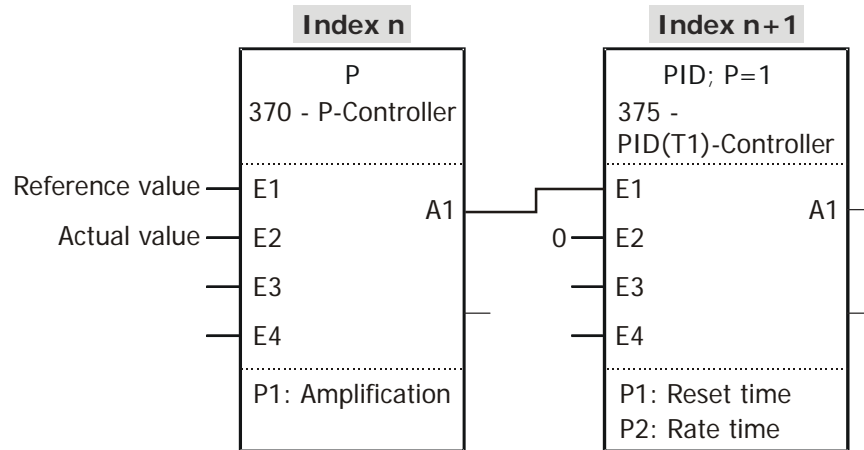 Index n
Index n+1
P
370 - P-Controller
PID; P=1
375 -
PID(T1)-Controller
Reference value
E1
A1
Actual value
E2
E3
E4
E1
A1
0
E2
E3
E4
P1: Amplification
P1: Reset time
P2: Rate time